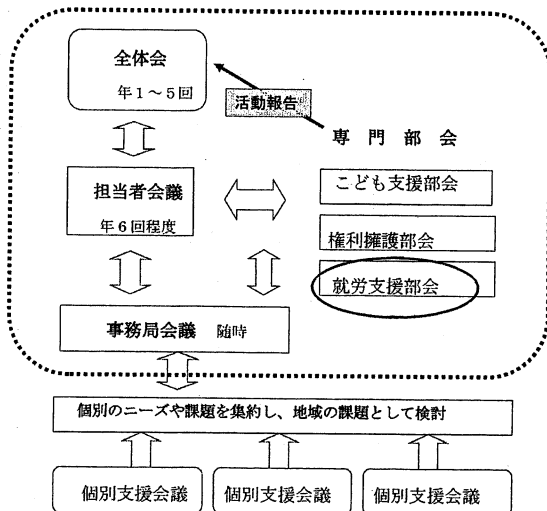 全体会
年1～5回
活動報告
専門部会
担当者会議
年6回程度
こども支援部会
権利擁護部会
就労支援部会
事務局会議 随時
個別のニーズや課題を集約し、地域の課題として検討
個別支援会議
個別支援会議
個別支援会議